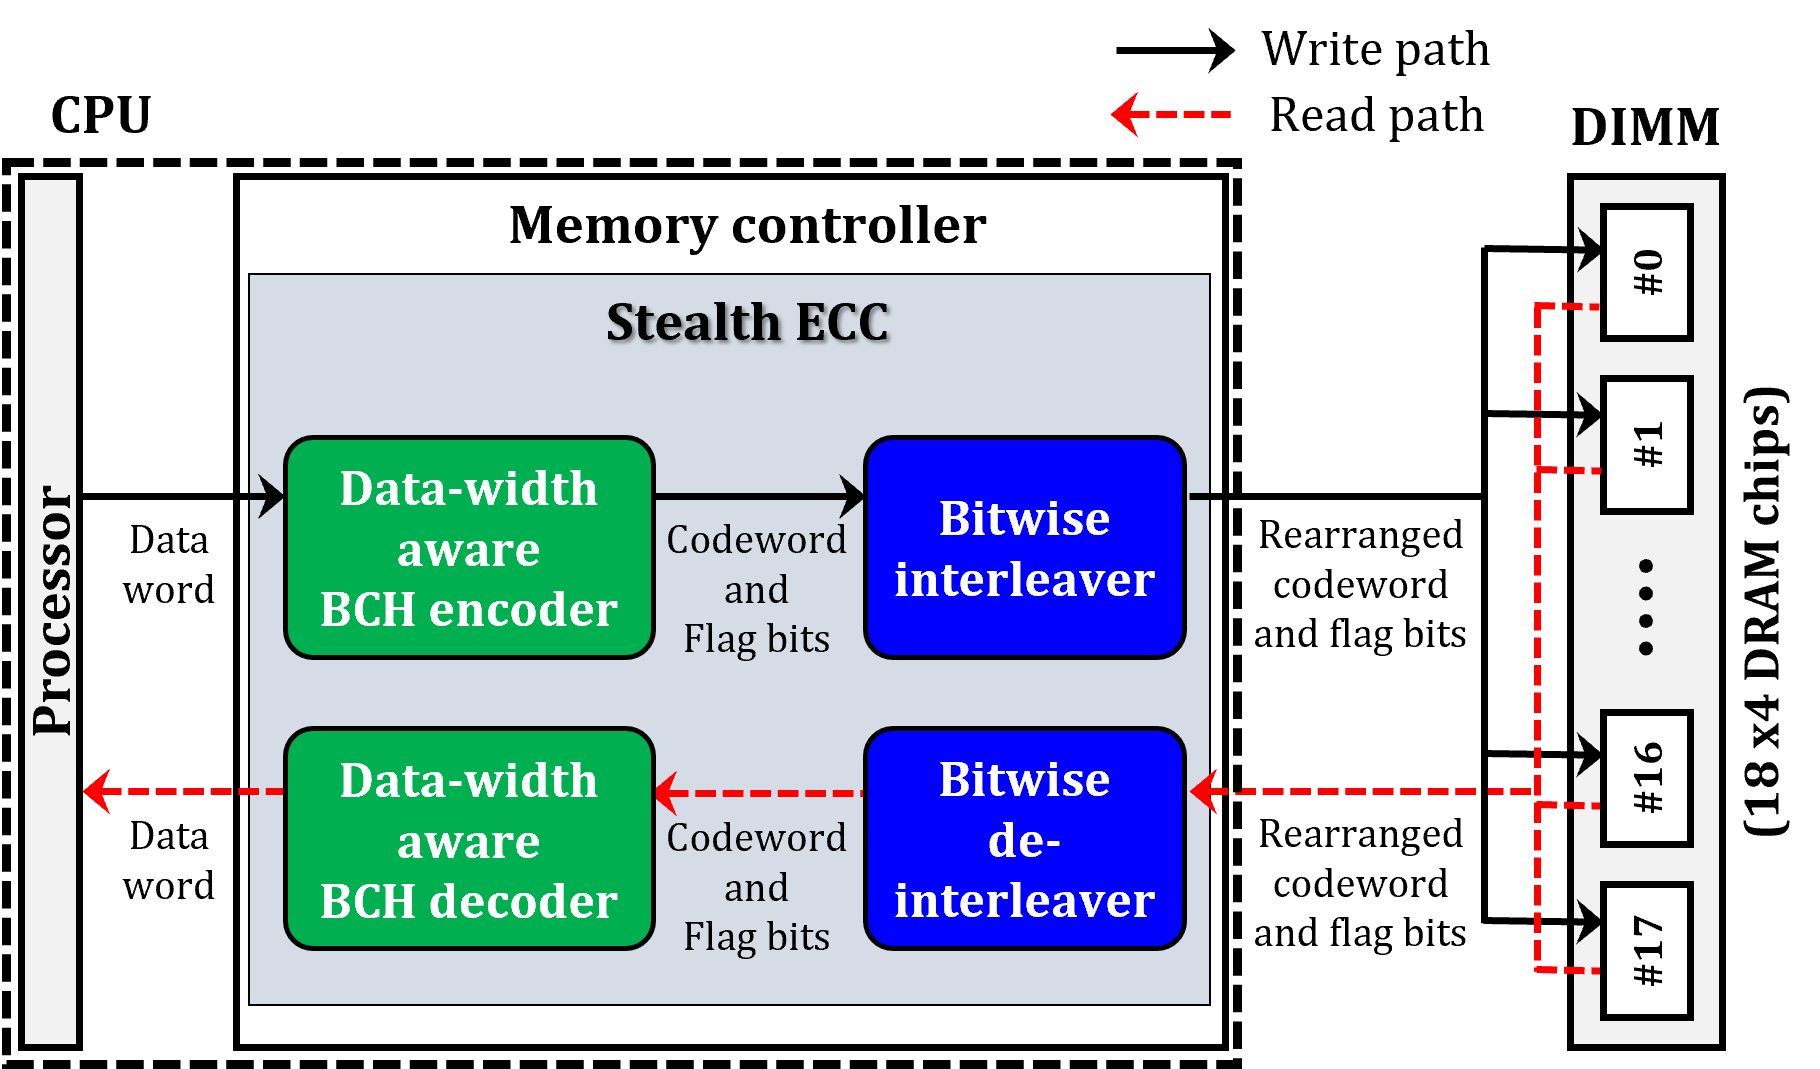 Write path
Read path
CPU
DIMM
Memory controller
Stealth ECC
Processor
Data
word
Data-width
aware
BCH encoder
Codeword
and
Flag bits
Bitwise
interleaver
Rearranged
codeword
and flag bits
Data
word
Data-width
aware
BCH decoder
Codeword
and
Flag bits
Bitwise
de-
interleaver
Rearranged
codeword
and flag bits
#0
#1
#16
#17
(18 x4 DRAM chips)